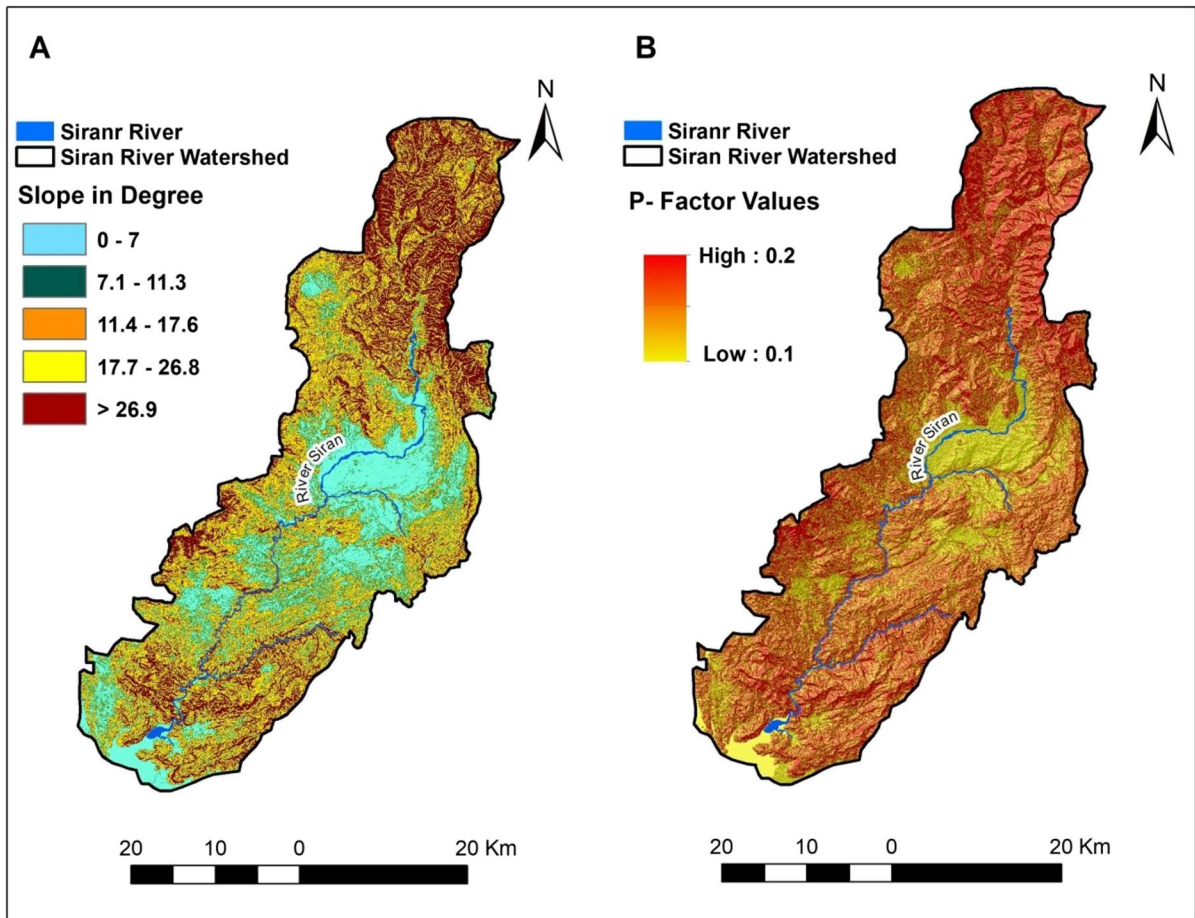 A
N
Siranr River
Siran River Watershed
Slope in Degree
0 - 7
7.1 - 11.3
11.4 - 17.6
17.7 - 26.8
> 26.9
River Siran
20 10 0 20 Km
B
N
Siranr River
Siran River Watershed
P- Factor Values
High : 0.2
Low : 0.1
River Siran
20 10 0 20 Km